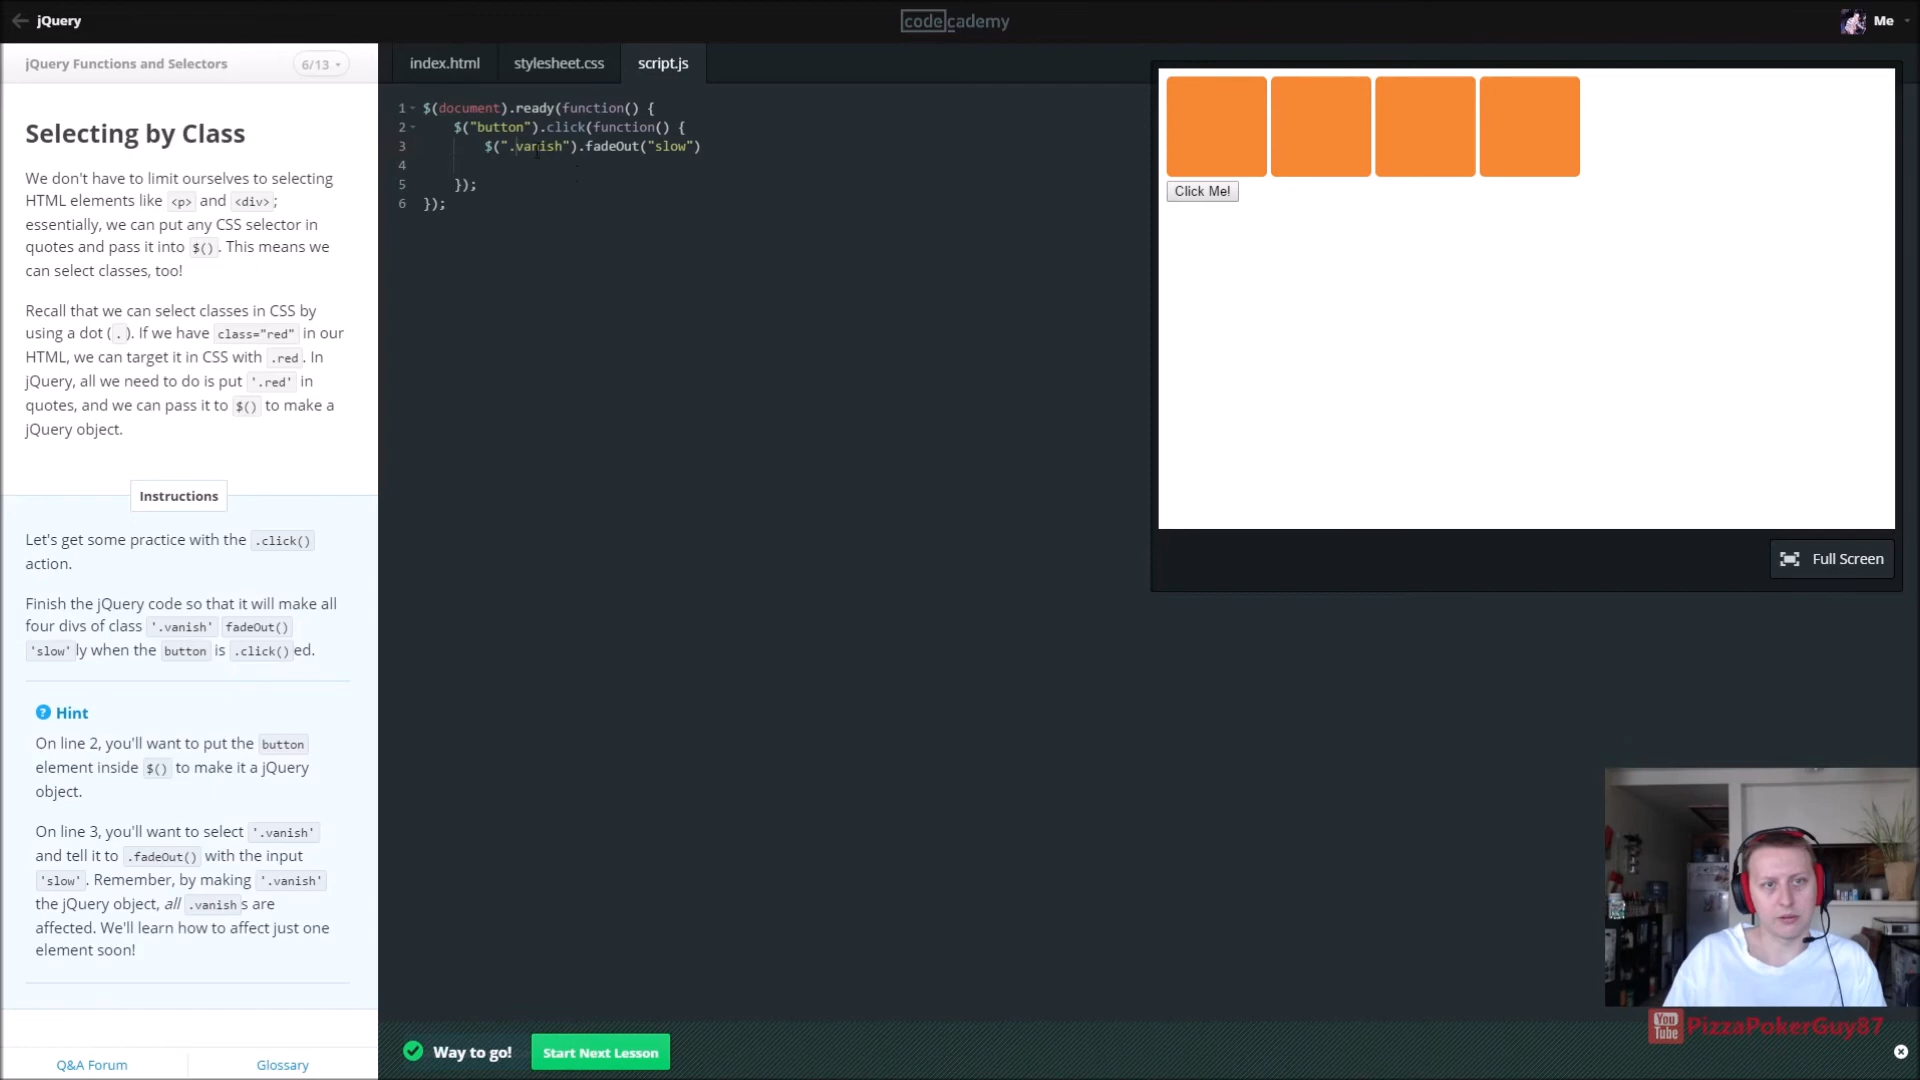 jQuery
codecademy
Me
jQuery Functions and Selectors
6/13
index.html
stylesheet.css
script.js
Selecting by Class
We don't have to limit ourselves to selecting
HTML elements like <p> and <div>;
essentially, we can put any CSS selector in
quotes and pass it into $(). This means we
can select classes, too!
Recall that we can select classes in CSS by
using a dot (.). If we have class="red" in our
HTML, we can target it in CSS with .red. In
jQuery, all we need to do is put '.red' in
quotes, and we can pass it to $() to make a
jQuery object.
Instructions
Let's get some practice with the .click()
action.
Finish the jQuery code so that it will make all
four divs of class '.vanish' fadeOut()
'slow'ly when the button is .click()ed.
Hint
On line 2, you'll want to put the button
element inside $() to make it a jQuery
object.
On line 3, you'll want to select '.vanish'
and tell it to .fadeOut() with the input
'slow'. Remember, by making '.vanish'
the jQuery object, all .vanishs are
affected. We'll learn how to affect just one
element soon!
Q&A Forum
Glossary
1 $(document).ready(function() {
2 $("button").click(function() {
3 $(".vanish").fadeOut("slow")
4
5 });
6 });
Click Me!
Full Screen
Way to go!
Start Next Lesson
You Tube PizzaPokerGuy87